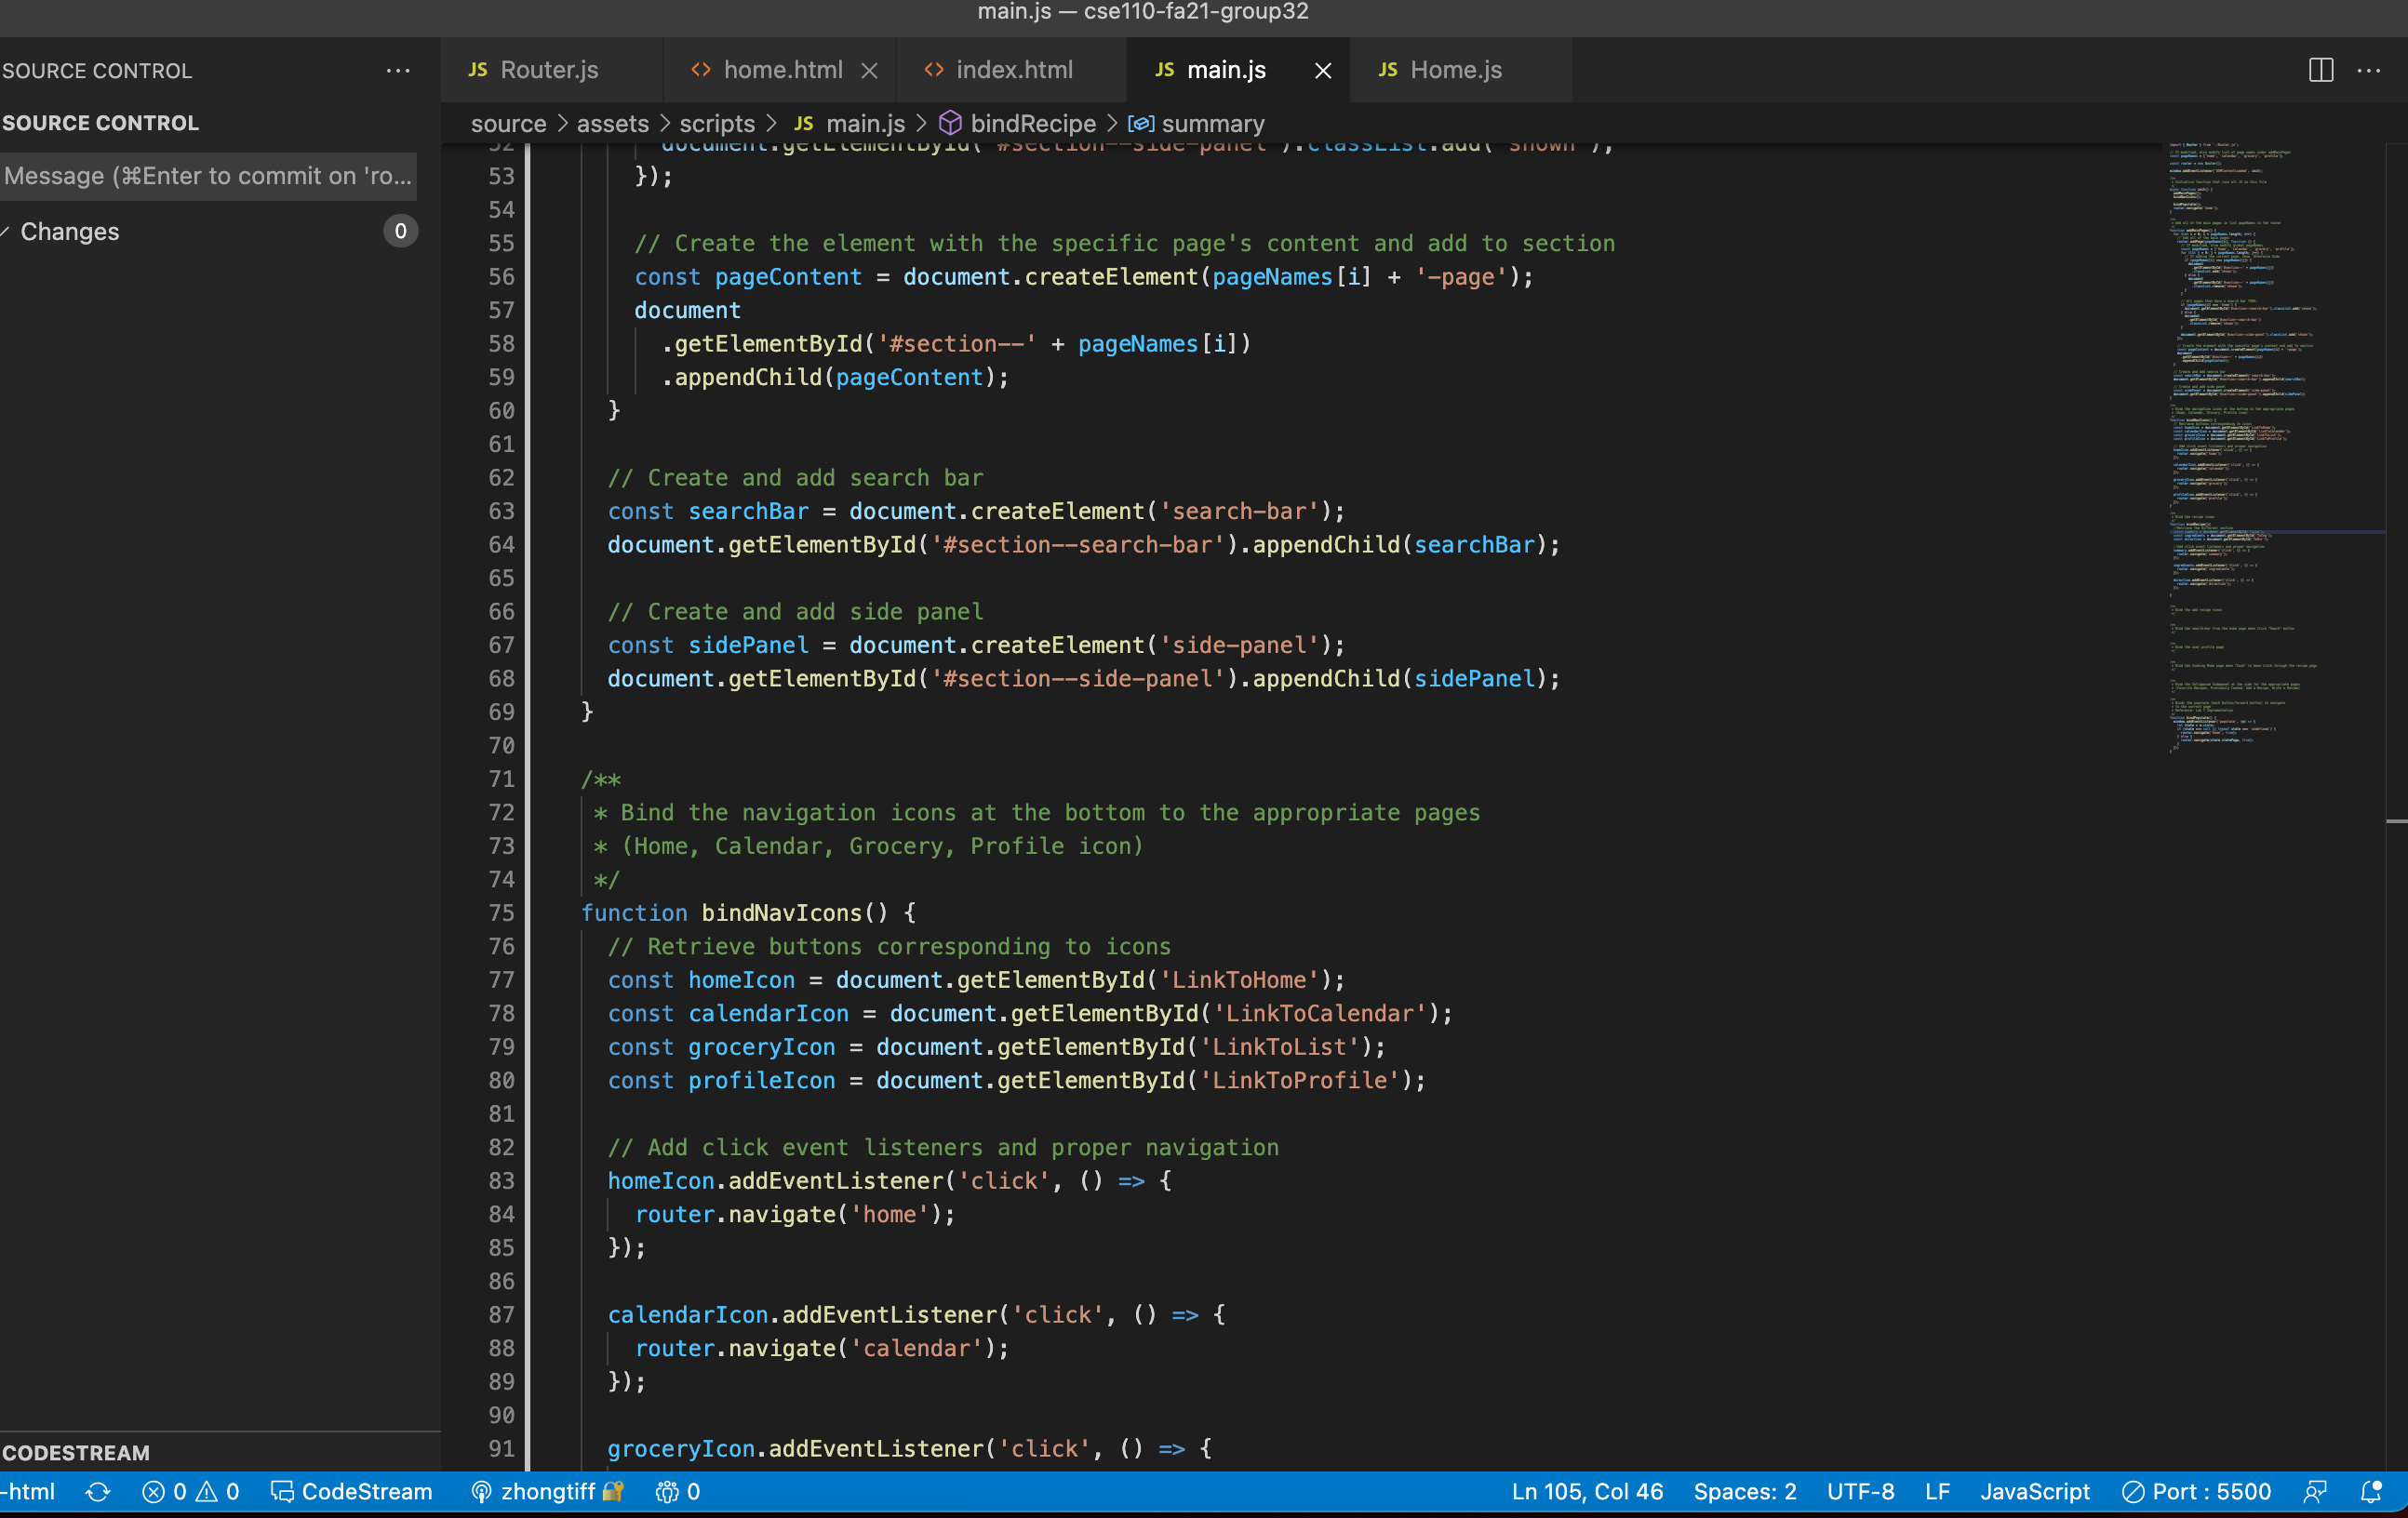 main.js — cse110-fa21-group32
SOURCE CONTROL
SOURCE CONTROL
Message (⌘Enter to commit on 'ro...
Changes 0
CODESTREAM
Router.js home.html index.html main.js Home.js
source > assets > scripts > JS main.js > bindRecipe > summary
52 document.getElementById('#section--side-panel').classList.add('shown');
53 });
54
55 // Create the element with the specific page's content and add to section
56 const pageContent = document.createElement(pageNames[i] + '-page');
57 document
58 .getElementById('#section--' + pageNames[i])
59 .appendChild(pageContent);
60 }
61
62 // Create and add search bar
63 const searchBar = document.createElement('search-bar');
64 document.getElementById('#section--search-bar').appendChild(searchBar);
65
66 // Create and add side panel
67 const sidePanel = document.createElement('side-panel');
68 document.getElementById('#section--side-panel').appendChild(sidePanel);
69 }
70
71 /**
72 * Bind the navigation icons at the bottom to the appropriate pages
73 * (Home, Calendar, Grocery, Profile icon)
74 */
75 function bindNavIcons() {
76 // Retrieve buttons corresponding to icons
77 const homeIcon = document.getElementById('LinkToHome');
78 const calendarIcon = document.getElementById('LinkToCalendar');
79 const groceryIcon = document.getElementById('LinkToList');
80 const profileIcon = document.getElementById('LinkToProfile');
81
82 // Add click event listeners and proper navigation
83 homeIcon.addEventListener('click', () => {
84 router.navigate('home');
85 });
86
87 calendarIcon.addEventListener('click', () => {
88 router.navigate('calendar');
89 });
90
91 groceryIcon.addEventListener('click', () => {
-html 0 0 CodeStream zhongtiff 0 Ln 105, Col 46 Spaces: 2 UTF-8 LF JavaScript Port : 5500